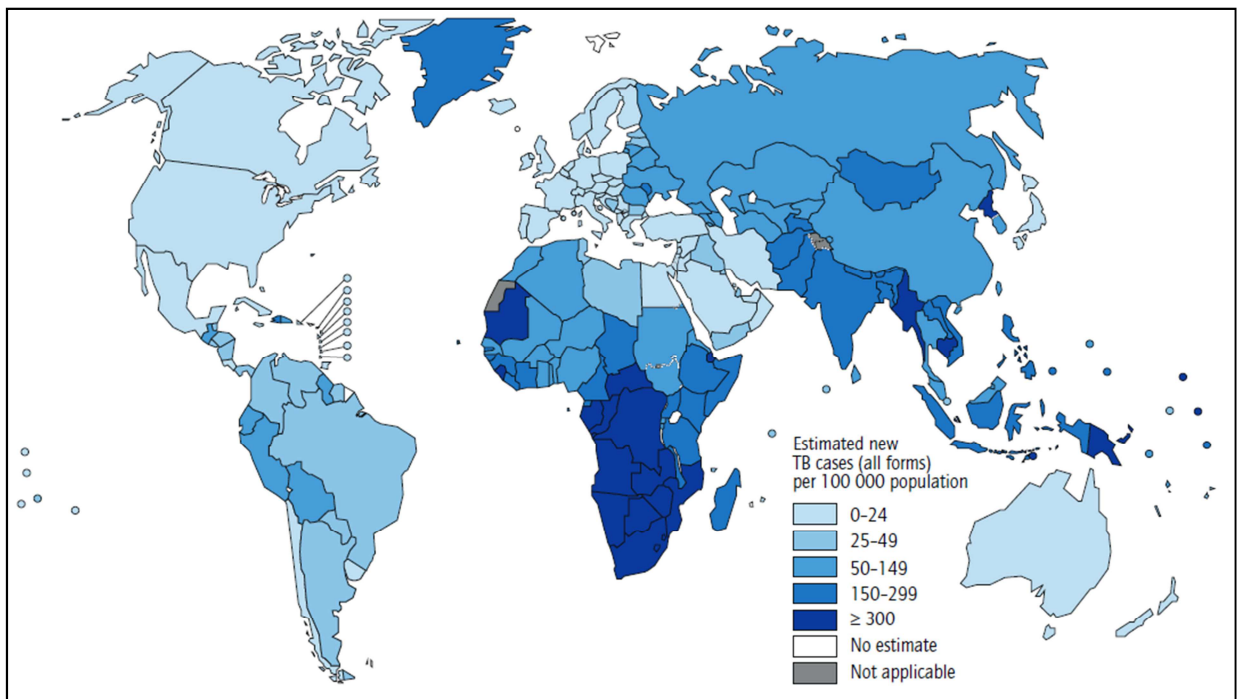 Estimated new
TB cases (all forms)
per 100 000 population
0–24
25–49
50–149
150–299
≥ 300
No estimate
Not applicable